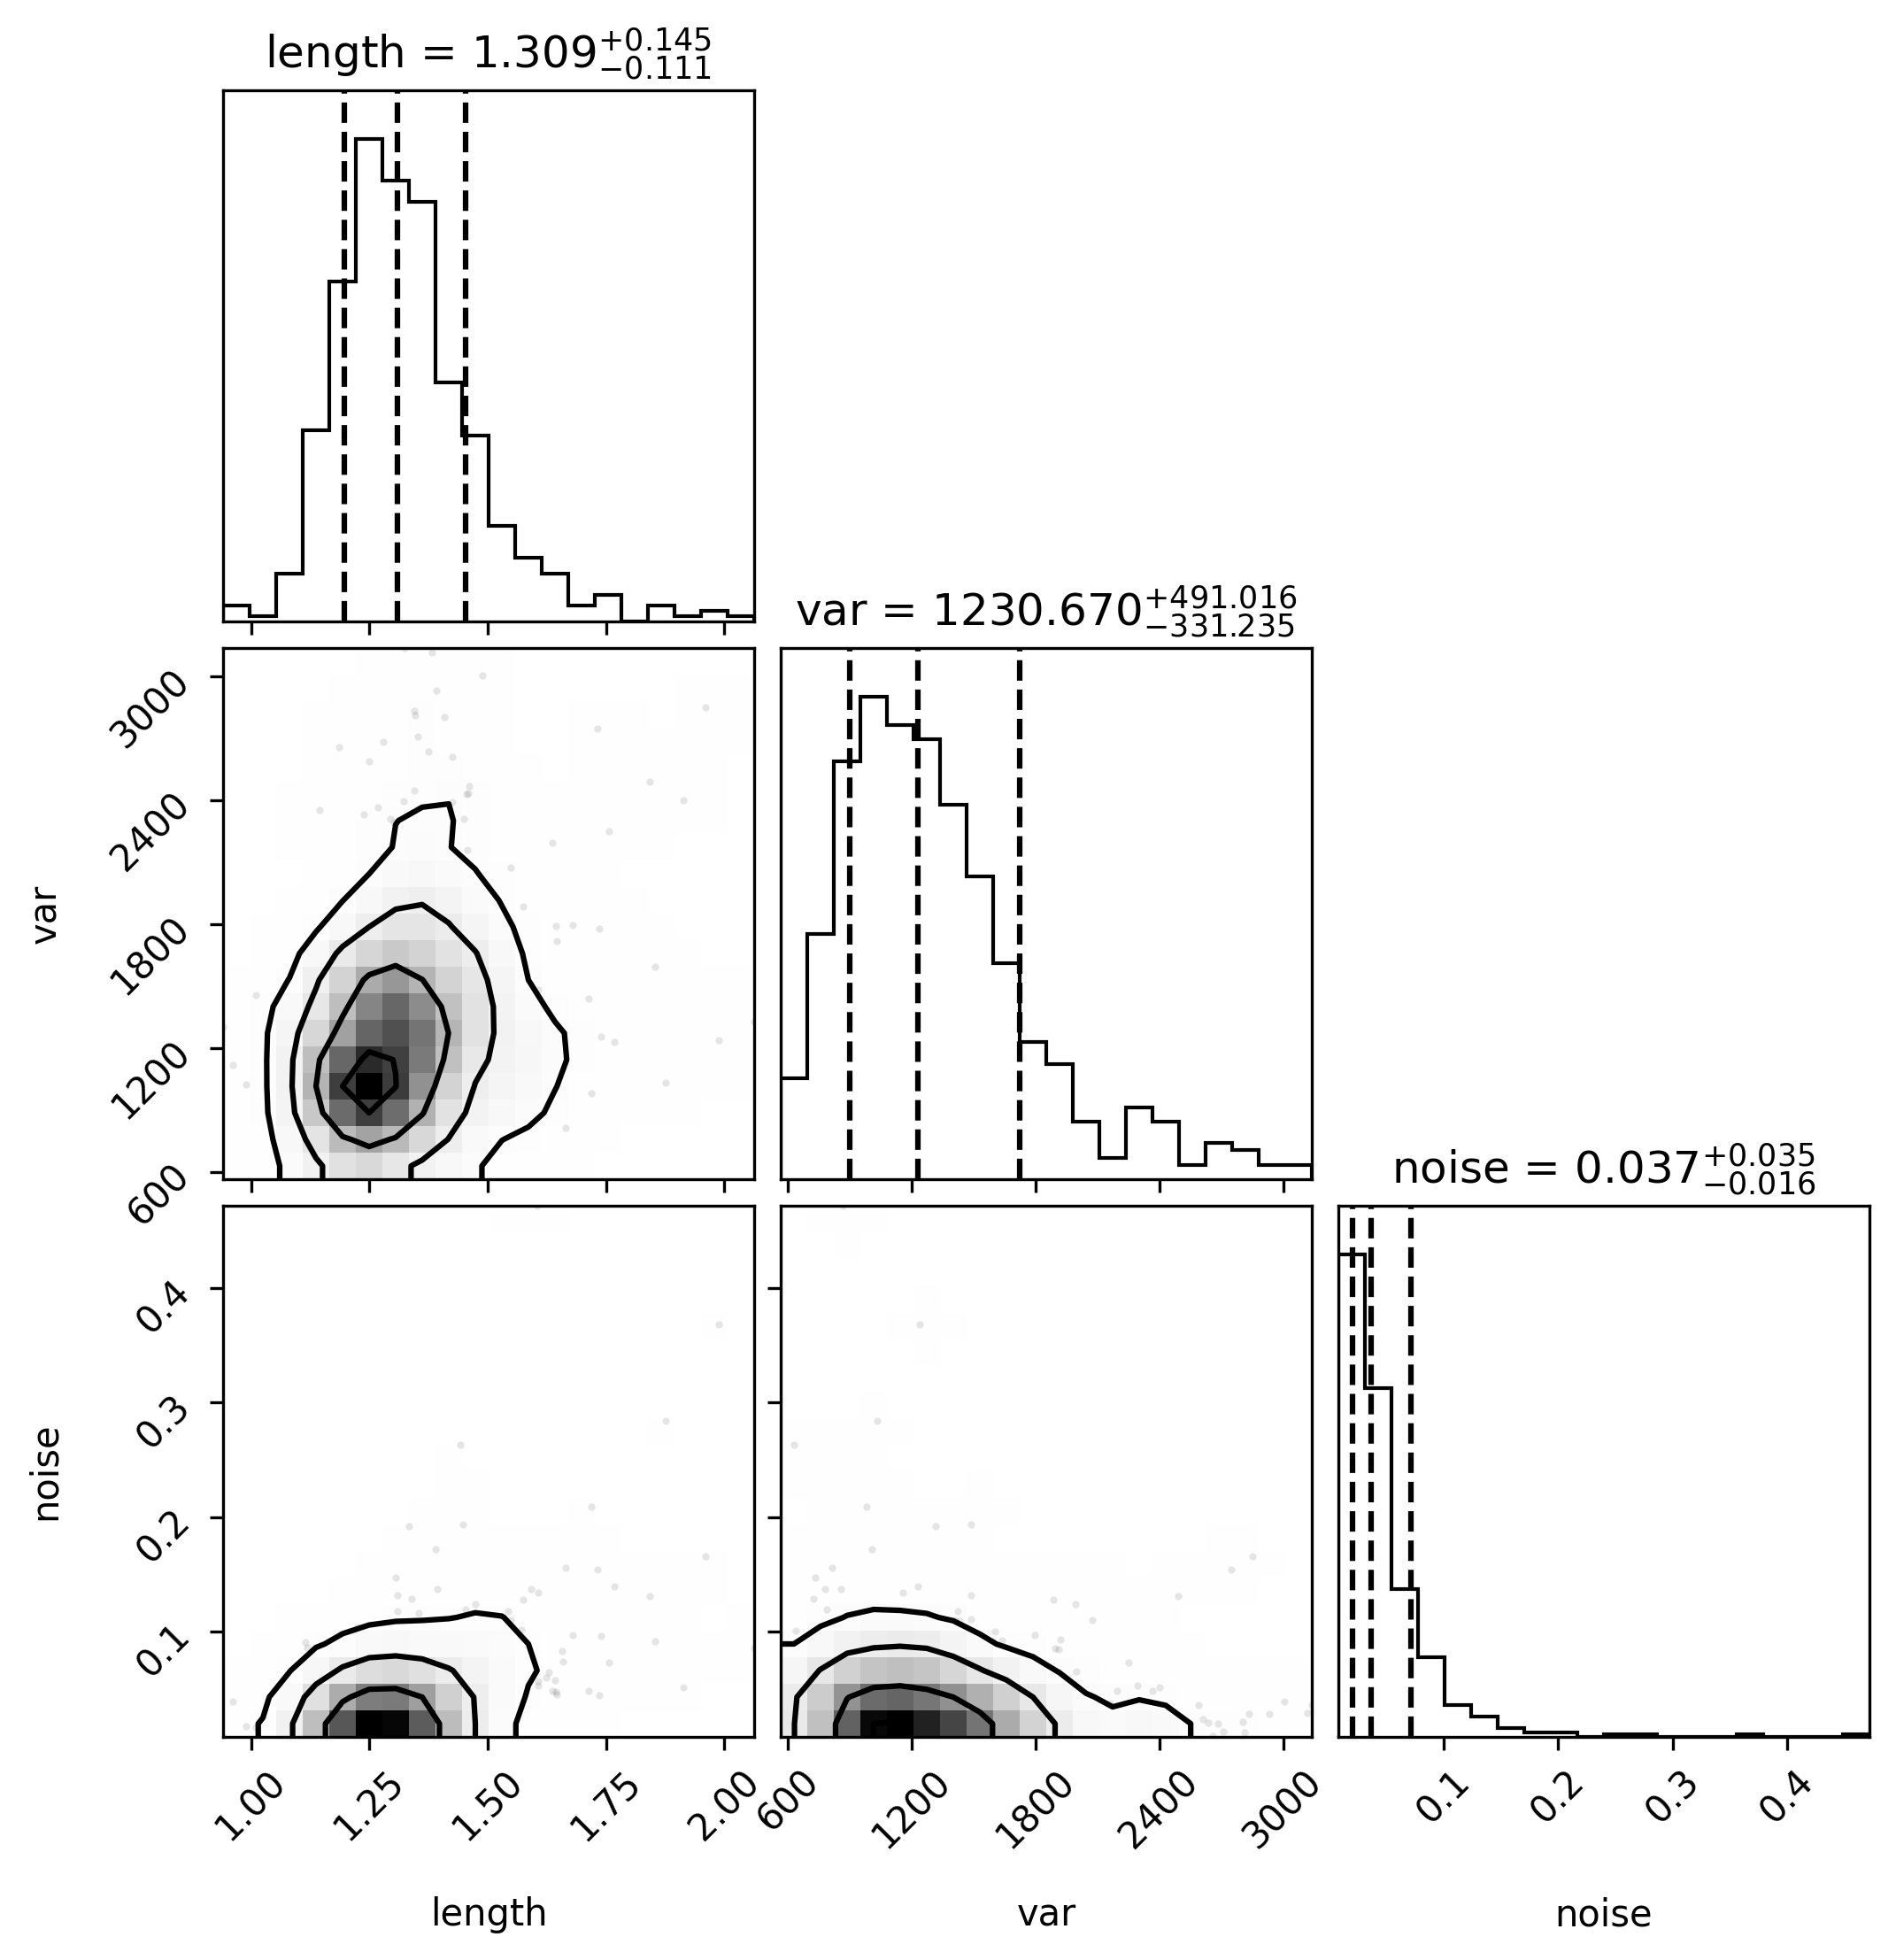 length = 1.309+0.145−0.111
var = 1230.670+491.016−331.235
3000
2400
1800
1200
600
var
noise = 0.037+0.035−0.016
0.4
0.3
0.2
0.1
noise
1.00 1.25 1.50 1.75 2.00 600 1200 1800 2400 3000 0.1 0.2 0.3 0.4
length var noise